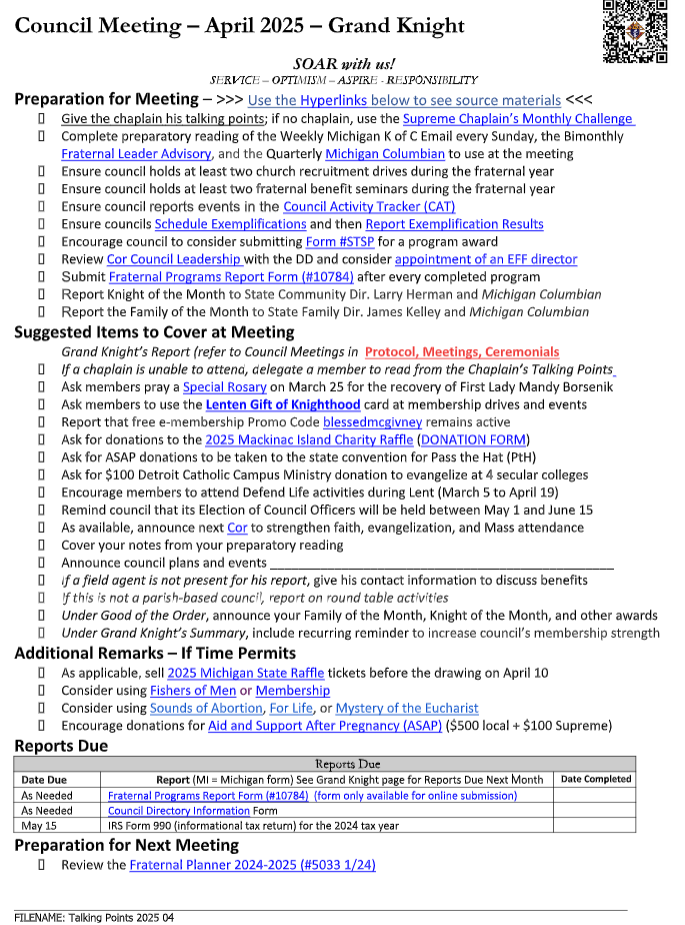 Council Meeting – April 2025 – Grand Knight
SOAR with us!
SERVICE – OPTIMISM – ASPIRE - RESPONSIBILITY
Preparation for Meeting – >>> Use the Hyperlinks below to see source materials <<<
Give the chaplain his talking points; if no chaplain, use the Supreme Chaplain's Monthly Challenge
Complete preparatory reading of the Weekly Michigan K of C Email every Sunday, the Bimonthly
Fraternal Leader Advisory, and the Quarterly Michigan Columbian to use at the meeting
Ensure council holds at least two church recruitment drives during the fraternal year
Ensure council holds at least two fraternal benefit seminars during the fraternal year
Ensure council reports events in the Council Activity Tracker (CAT)
Ensure councils Schedule Exemplifications and then Report Exemplification Results
Encourage council to consider submitting Form #STSP for a program award
Review Cor Council Leadership with the DD and consider appointment of an EFF director
Submit Fraternal Programs Report Form (#10784) after every completed program
Report Knight of the Month to State Community Dir. Larry Herman and Michigan Columbian
Report the Family of the Month to State Family Dir. James Kelley and Michigan Columbian
Suggested Items to Cover at Meeting
Grand Knight's Report (refer to Council Meetings in Protocol, Meetings, Ceremonials
If a chaplain is unable to attend, delegate a member to read from the Chaplain's Talking Points
Ask members pray a Special Rosary on March 25 for the recovery of First Lady Mandy Borsenik
Ask members to use the Lenten Gift of Knighthood card at membership drives and events
Report that free e-membership Promo Code blessedmcgivney remains active
Ask for donations to the 2025 Mackinac Island Charity Raffle (DONATION FORM)
Ask for ASAP donations to be taken to the state convention for Pass the Hat (PtH)
Ask for $100 Detroit Catholic Campus Ministry donation to evangelize at 4 secular colleges
Encourage members to attend Defend Life activities during Lent (March 5 to April 19)
Remind council that its Election of Council Officers will be held between May 1 and June 15
As available, announce next Cor to strengthen faith, evangelization, and Mass attendance
Cover your notes from your preparatory reading
Announce council plans and events ____________________
if a field agent is not present for his report, give his contact information to discuss benefits
If this is not a parish-based council, report on round table activities
Under Good of the Order, announce your Family of the Month, Knight of the Month, and other awards
Under Grand Knight's Summary, include recurring reminder to increase council's membership strength
Additional Remarks – If Time Permits
As applicable, sell 2025 Michigan State Raffle tickets before the drawing on April 10
Consider using Fishers of Men or Membership
Consider using Sounds of Abortion, For Life, or Mystery of the Eucharist
Encourage donations for Aid and Support After Pregnancy (ASAP) ($500 local + $100 Supreme)
Reports Due
Reports Due
Date Due Report (MI = Michigan form) See Grand Knight page for Reports Due Next Month Date Completed
As Needed Fraternal Programs Report Form (#10784) (form only available for online submission)
As Needed Council Directory Information Form
May 15 IRS Form 990 (informational tax return) for the 2024 tax year
Preparation for Next Meeting
Review the Fraternal Planner 2024-2025 (#5033 1/24)
FILENAME: Talking Points 2025 04